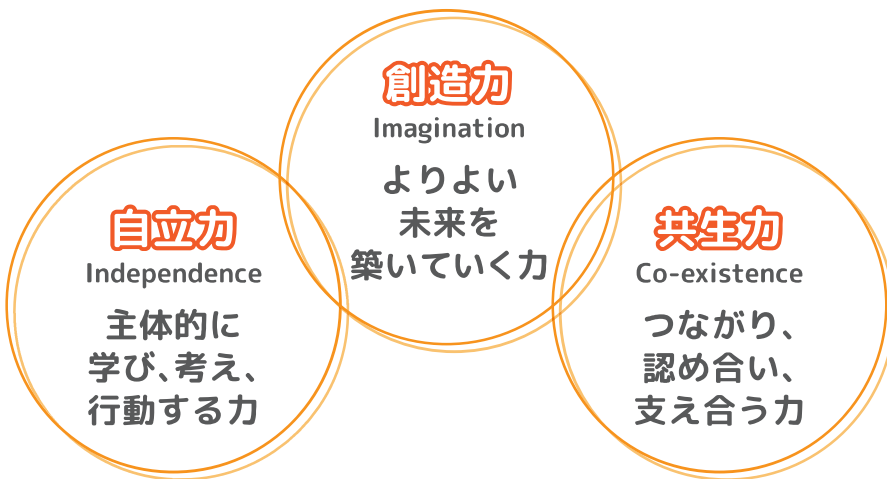 創造力
Imagination
よりよい
未来を
築いていく力
自立力
Independence
主体的に
学び、考え、
行動する力
共生力
Co-existence
つながり、
認め合い、
支え合う力